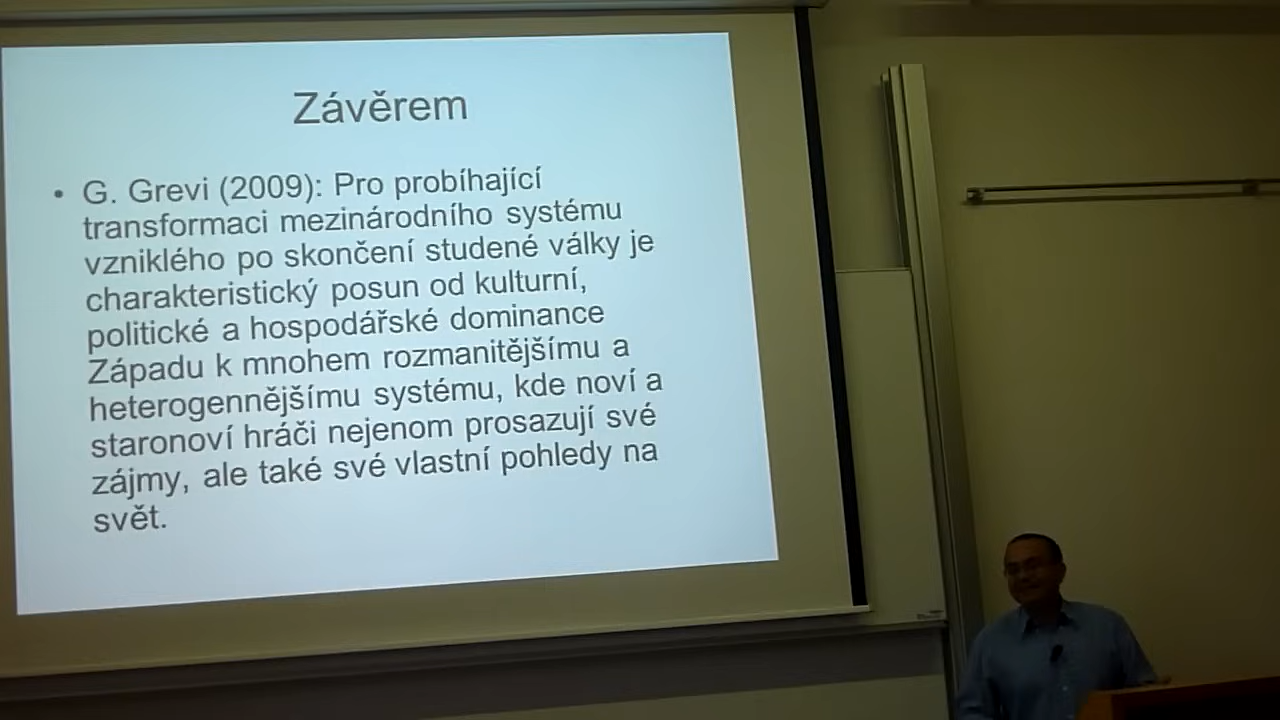 Závěrem
• G. Grevi (2009): Pro probíhající
transformaci mezinárodního systému
vzniklého po skončení studené války je
charakteristický posun od kulturní,
politické a hospodářské dominance
Západu k mnohem rozmanitějšímu a
heterogennějšímu systému, kde noví a
staronoví hráči nejenom prosazují své
zájmy, ale také své vlastní pohledy na
svět.